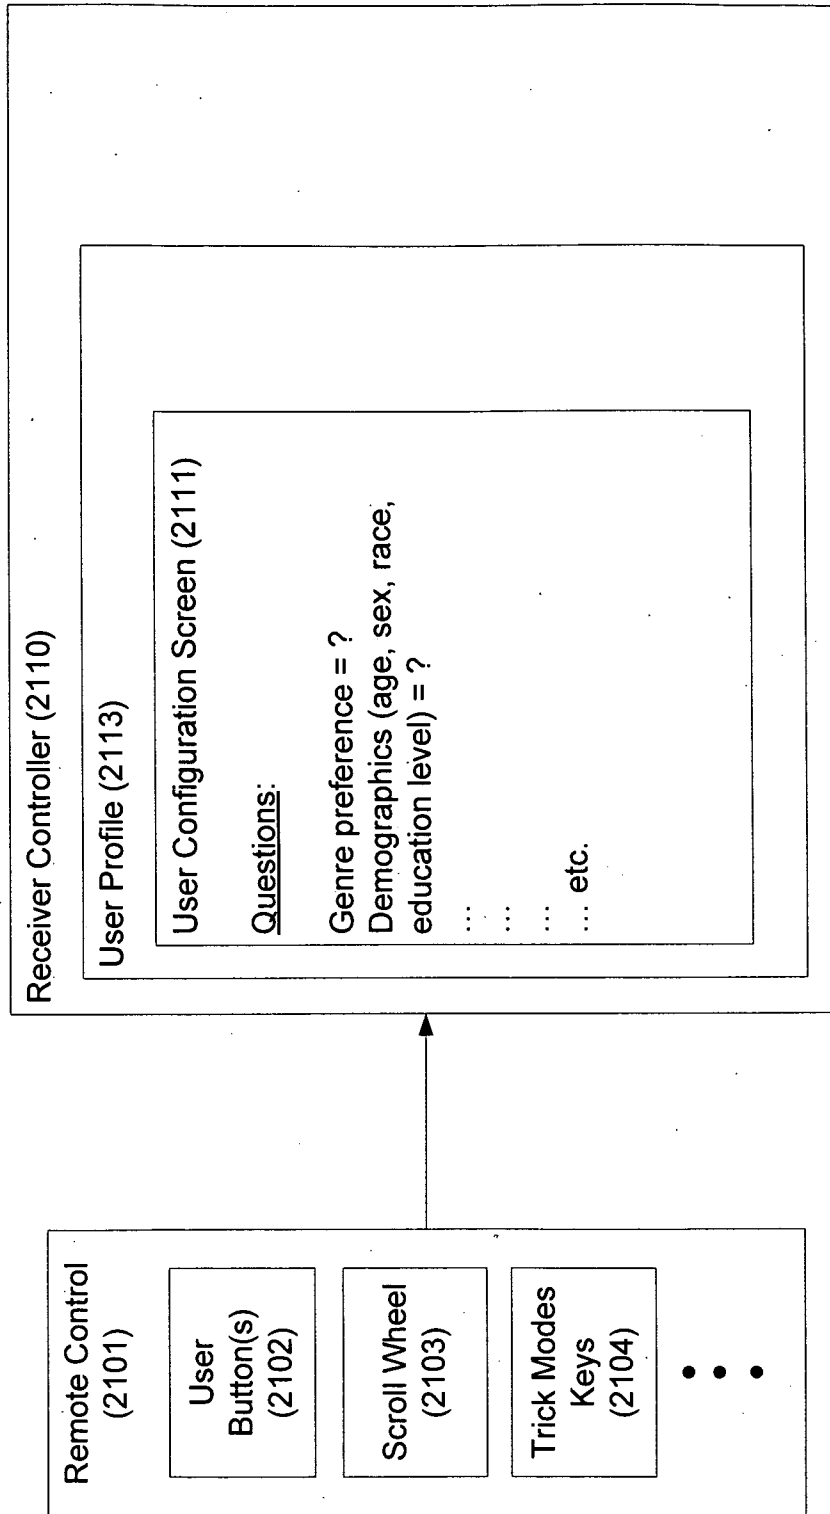 Remote Control
(2101)
User
Button(s)
(2102)
Scroll Wheel
(2103)
Trick Modes
Keys
(2104)
Receiver Controller (2110)
User Profile (2113)
User Configuration Screen (2111)
Questions:
Genre preference = ?
Demographics (age, sex, race,
education level) = ?
...
...
...
... etc.